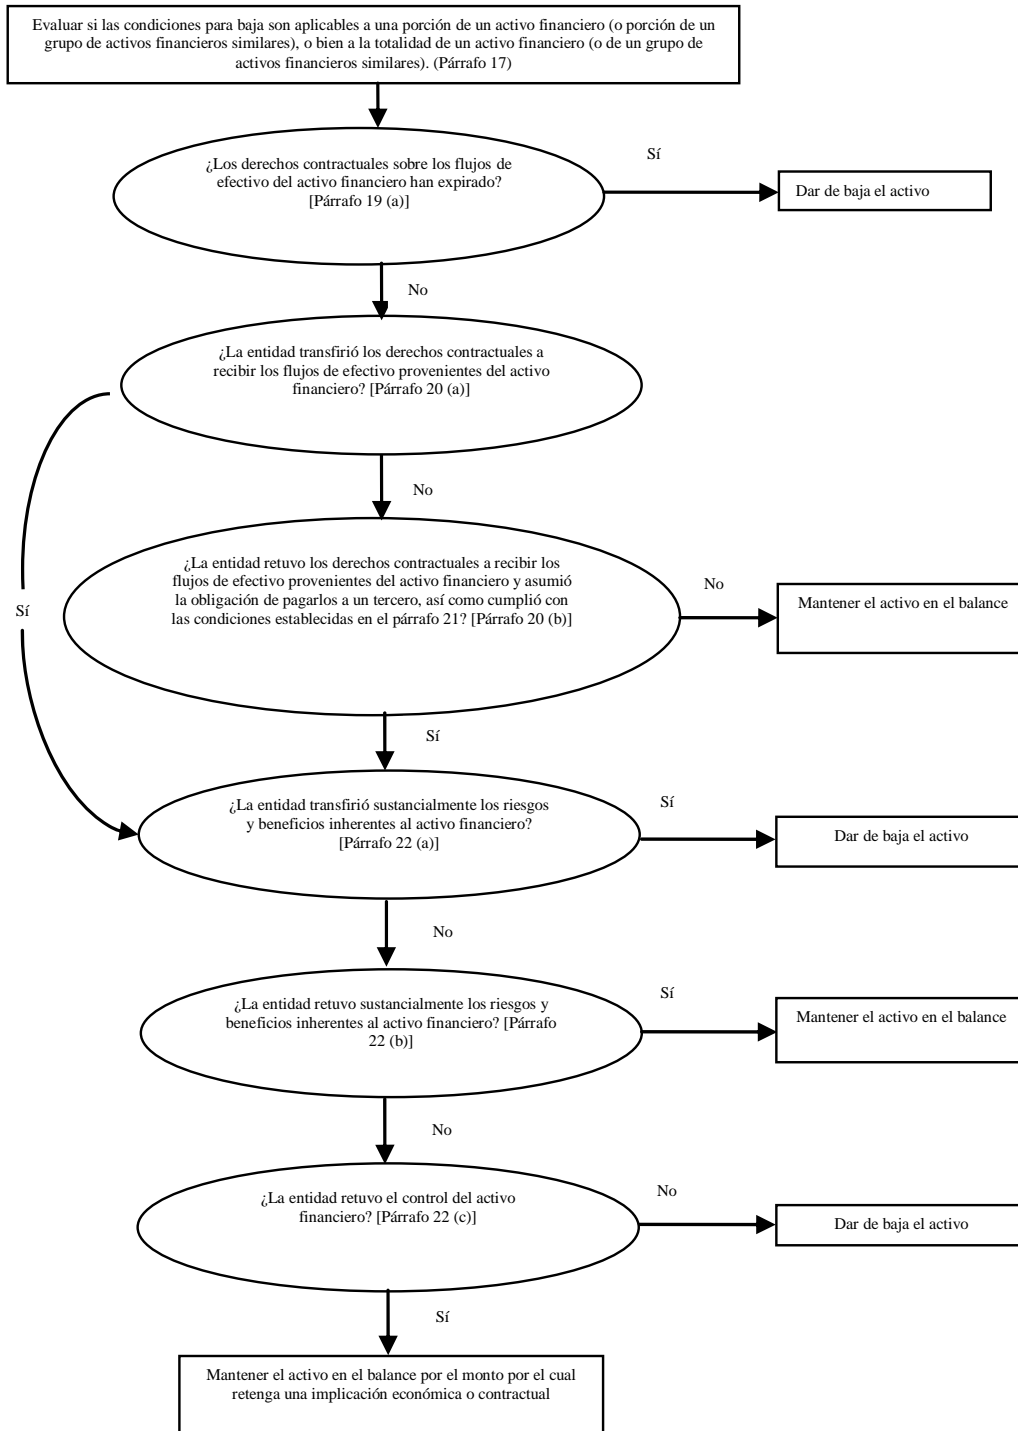 Evaluar si las condiciones para baja son aplicables a una porción de un activo financiero (o porción de un
grupo de activos financieros similares), o bien a la totalidad de un activo financiero (o de un grupo de
activos financieros similares). (Párrafo 17)
¿Los derechos contractuales sobre los flujos de
efectivo del activo financiero han expirado?
[Párrafo 19 (a)]
Sí
Dar de baja el activo
No
¿La entidad transfirió los derechos contractuales a
recibir los flujos de efectivo provenientes del activo
financiero? [Párrafo 20 (a)]
No
Sí
¿La entidad retuvo los derechos contractuales a recibir los
flujos de efectivo provenientes del activo financiero y asumió
la obligación de pagarlos a un tercero, así como cumplió con
las condiciones establecidas en el párrafo 21? [Párrafo 20 (b)]
No
Mantener el activo en el balance
Sí
¿La entidad transfirió sustancialmente los riesgos
y beneficios inherentes al activo financiero?
[Párrafo 22 (a)]
Sí
Dar de baja el activo
No
¿La entidad retuvo sustancialmente los riesgos y
beneficios inherentes al activo financiero? [Párrafo
22 (b)]
Sí
Mantener el activo en el balance
No
¿La entidad retuvo el control del activo
financiero? [Párrafo 22 (c)]
No
Dar de baja el activo
Sí
Mantener el activo en el balance por el monto por el cual
retenga una implicación económica o contractual